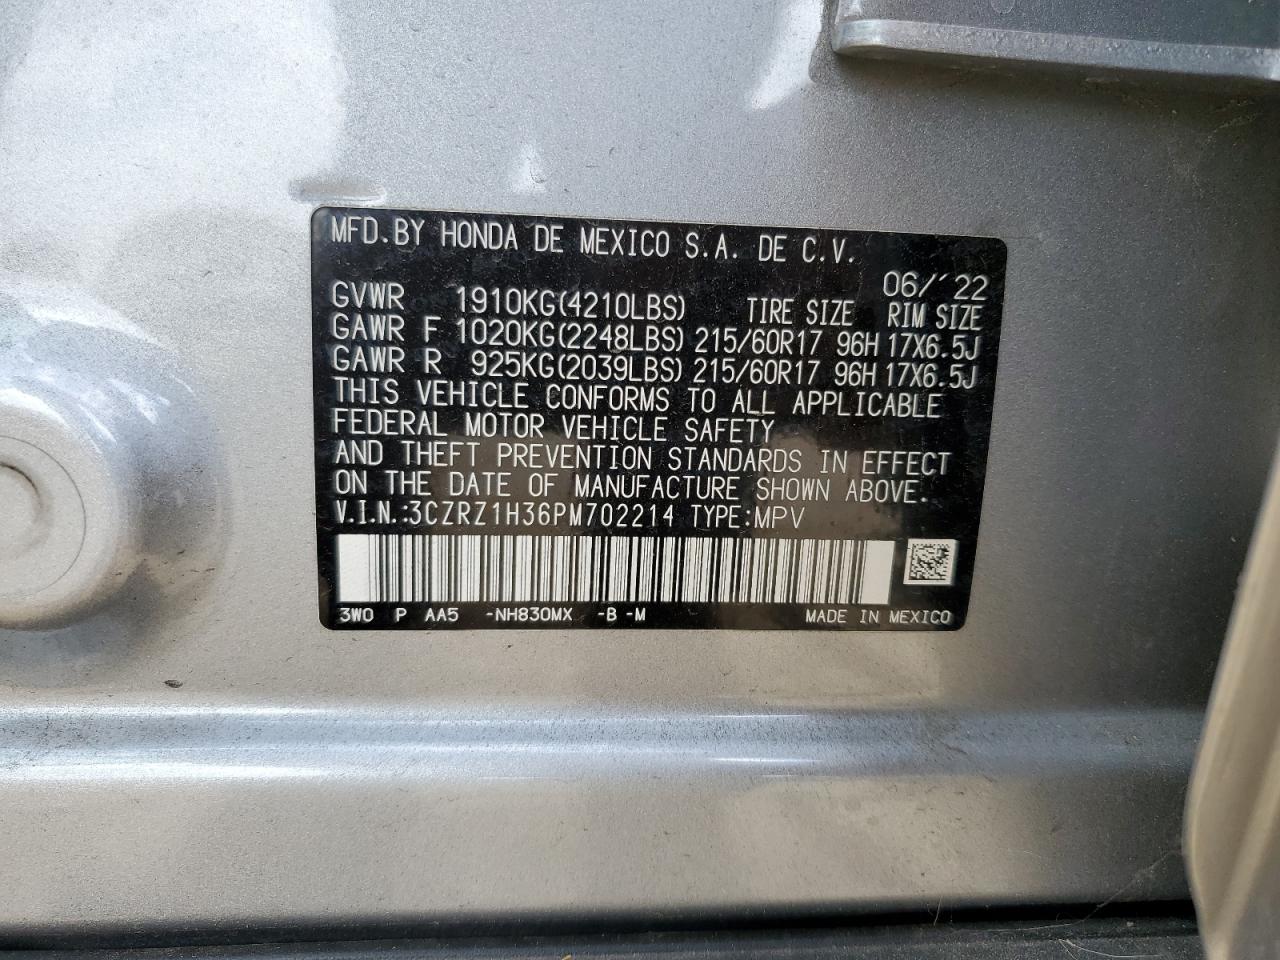 MFD.BY HONDA DE MEXICO S.A. DE C.V.
06/'22
GVWR 1910KG(4210LBS) TIRE SIZE RIM SIZE
GAWR F 1020KG(2248LBS) 215/60R17 96H 17X6.5J
GAWR R 925KG(2039LBS) 215/60R17 96H 17X6.5J
THIS VEHICLE CONFORMS TO ALL APPLICABLE
FEDERAL MOTOR VEHICLE SAFETY
AND THEFT PREVENTION STANDARDS IN EFFECT
ON THE DATE OF MANUFACTURE SHOWN ABOVE.
V.I.N.:3CZRZ1H36PM702214 TYPE:MPV
3W0 P AA5 -NH830MX -B -M MADE IN MEXICO